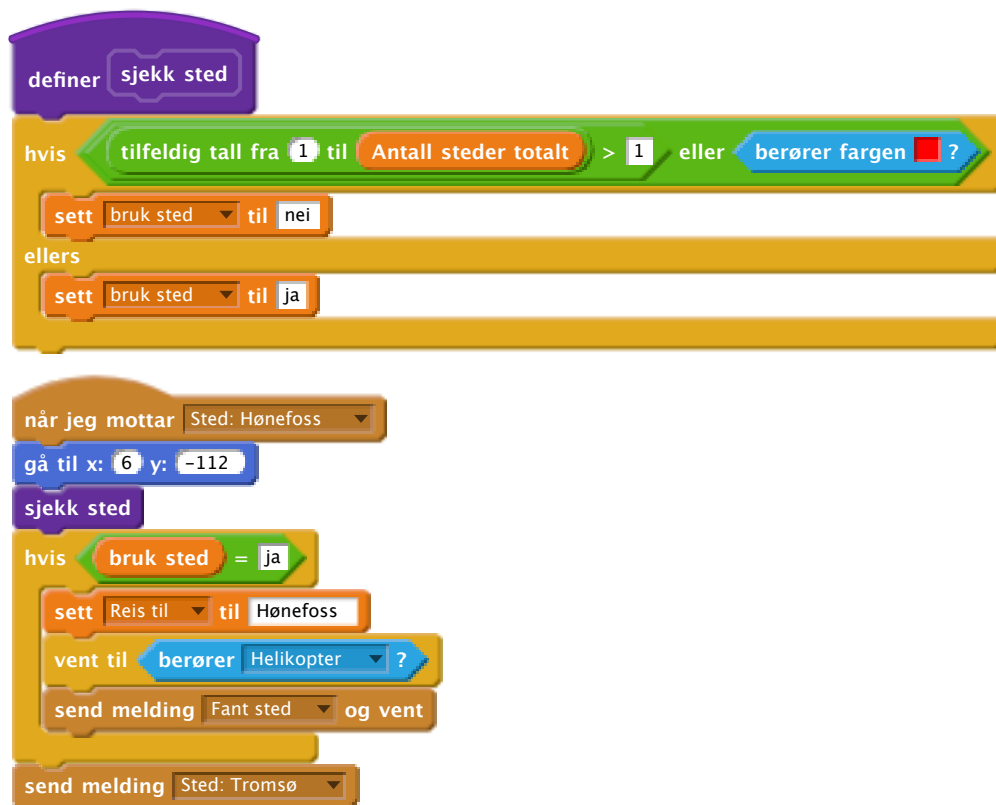 definer sjekk sted
hvis tilfeldig tall fra 1 til Antall steder totalt > 1 eller berører fargen ?
sett bruk sted til nei
ellers
sett bruk sted til ja
når jeg mottar Sted: Hønefoss
gå til x: 6 y: -112
sjekk sted
hvis bruk sted = ja
sett Reis til til Hønefoss
vent til berører Helikopter ?
send melding Fant sted og vent
send melding Sted: Tromsø